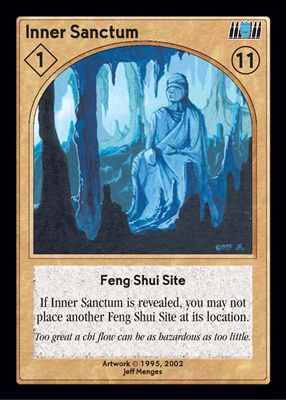 Inner Sanctum
1
11
©1995 JM
Feng Shui Site
If Inner Sanctum is revealed, you may not
place another Feng Shui Site at its location.
Too great a chi flow can be as hazardous as too little.
Artwork © 1995, 2002
Jeff Menges